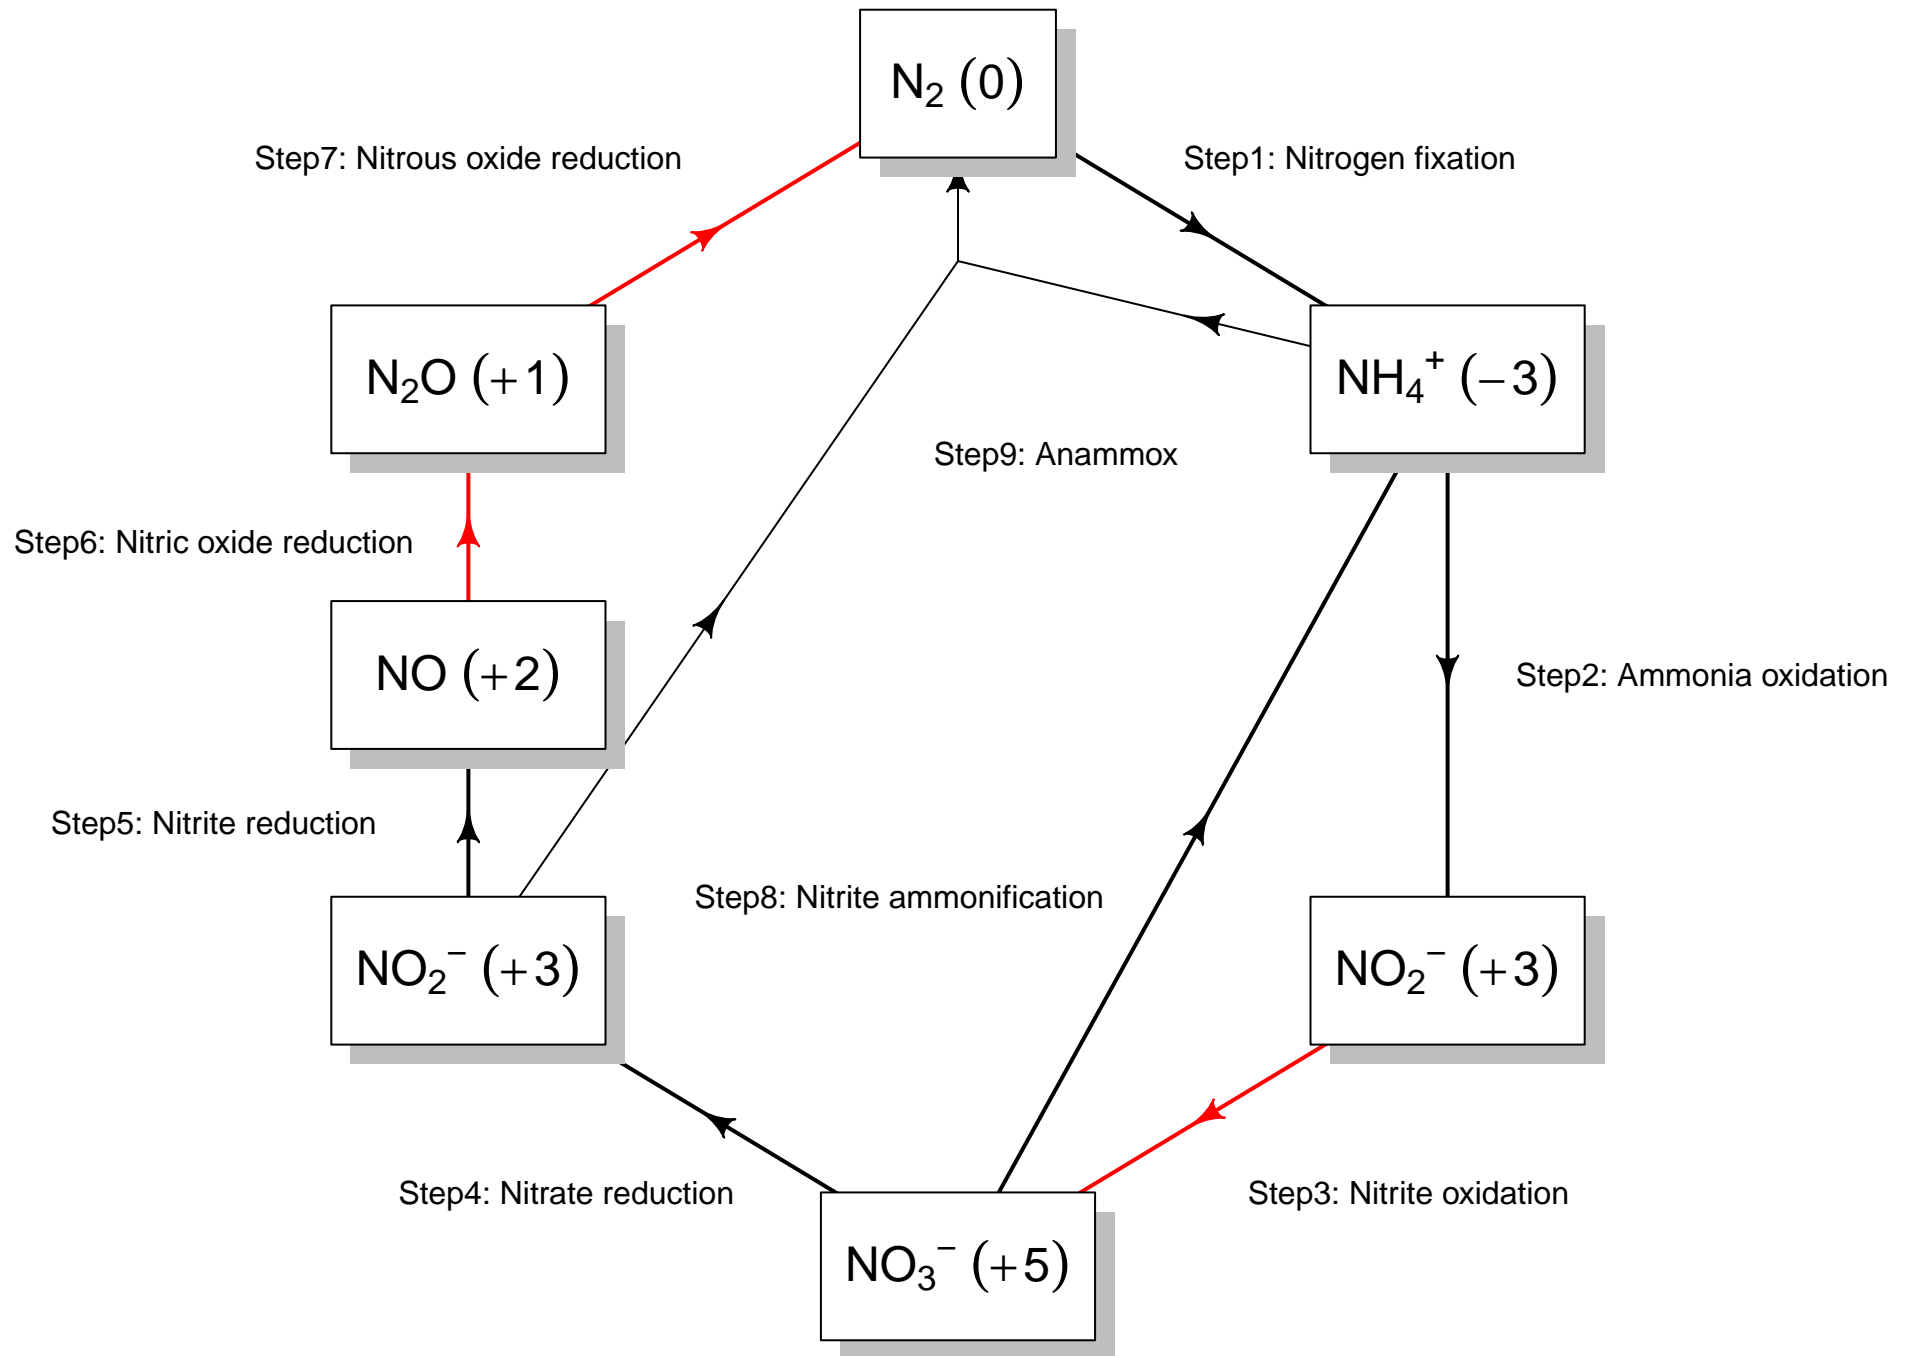 N₂ (0)
Step7: Nitrous oxide reduction
Step1: Nitrogen fixation
N₂O (+1)
NH₄⁺ (−3)
Step9: Anammox
Step6: Nitric oxide reduction
NO (+2)
Step2: Ammonia oxidation
Step5: Nitrite reduction
Step8: Nitrite ammonification
NO₂⁻ (+3)
NO₂⁻ (+3)
Step4: Nitrate reduction
Step3: Nitrite oxidation
NO₃⁻ (+5)